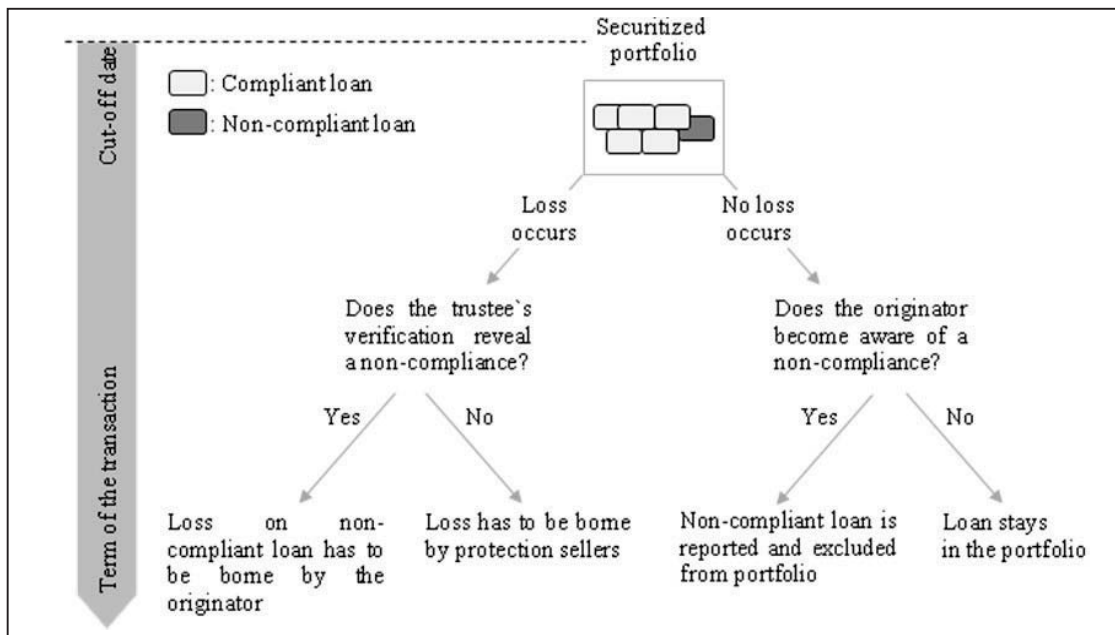 Securitized
portfolio
Cut-off date
: Compliant loan
: Non-compliant loan
Loss
occurs
No loss
occurs
Does the trustee`s
verification reveal
a non-compliance?
Does the originator
become aware of a
non-compliance?
Term of the transaction
Yes
No
Yes
No
Loss on non-
compliant loan has to
be bome by the
originator
Loss has to be bome
by protection sellers
Non-compliant loan is
reported and excluded
from portfolio
Loan stays
in the portfolio